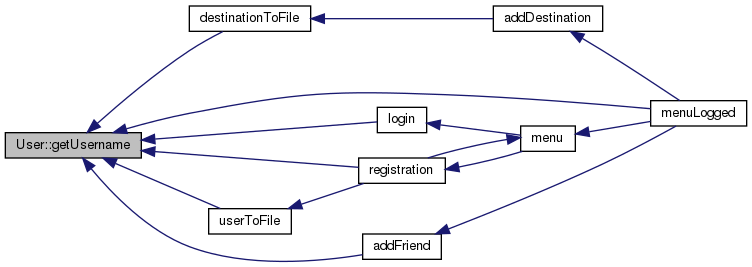 destinationToFile
addDestination
menuLogged
login
menu
User::getUsername
registration
userToFile
addFriend